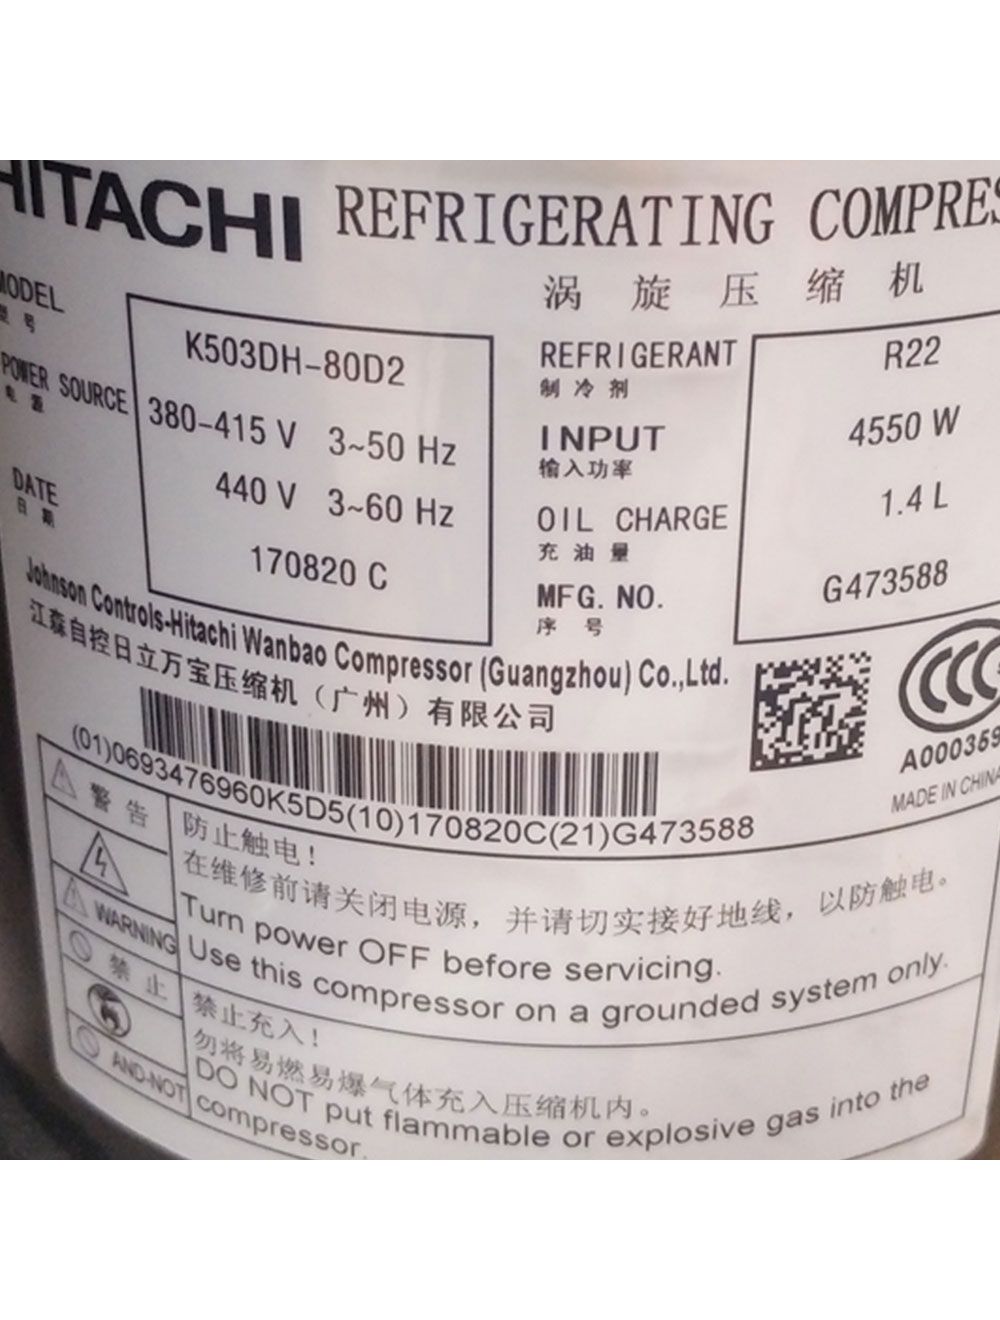 HITACHI REFRIGERATING COMPRES
涡旋压缩机
MODEL
型号
K503DH-80D2
POWER SOURCE
电源
380-415 V 3~50 Hz
440 V 3~60 Hz
DATE
日期
170820 C
REFRIGERANT
制冷剂
R22
INPUT
输入功率
4550 W
OIL CHARGE
充油量
1.4 L
MFG. NO.
序号
G473588
Johnson Controls-Hitachi Wanbao Compressor (Guangzhou) Co.,Ltd.
江森自控日立万宝压缩机（广州）有限公司
(01)0693476960K5D5(10)170820C(21)G473588
CCC
A000359
MADE IN CHINA
警告
WARNING
防止触电！
在维修前请关闭电源，并请切实接好地线，以防触电。
Turn power OFF before servicing.
Use this compressor on a grounded system only.
禁止
AND-NOT
禁止充入！
勿将易燃易爆气体充入压缩机内。
DO NOT put flammable or explosive gas into the
compressor.